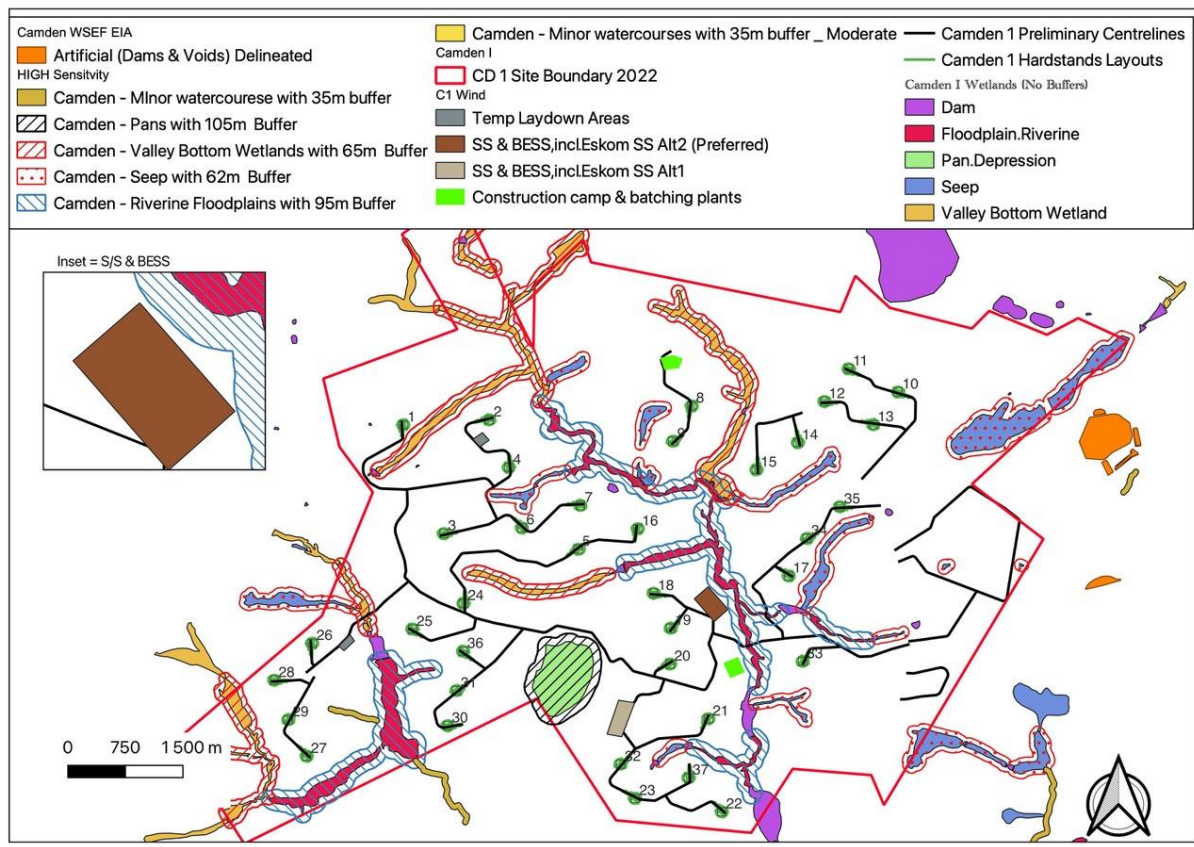 Camden WSEF EIA
Artificial (Dams & Voids) Delineated
HIGH Sensitivity
Camden - MInor watercourese with 35m buffer
Camden - Pans with 105m Buffer
Camden - Valley Bottom Wetlands with 65m Buffer
Camden - Seep with 62m Buffer
Camden - Riverine Floodplains with 95m Buffer
Camden - Minor watercourses with 35m buffer _ Moderate
Camden I
CD 1 Site Boundary 2022
C1 Wind
Temp Laydown Areas
SS & BESS,incl.Eskom SS Alt2 (Preferred)
SS & BESS,incl.Eskom SS Alt1
Construction camp & batching plants
Camden 1 Preliminary Centrelines
Camden 1 Hardstands Layouts
Camden I Wetlands (No Buffers)
Dam
Floodplain.Riverine
Pan.Depression
Seep
Valley Bottom Wetland
Inset = S/S & BESS
11
10
12
13
8
9
14
15
1
2
4
7
3
6
5
16
35
34
17
18
19
24
25
26
36
20
33
28
31
29
30
27
21
32
37
23
22
0 750 1 500 m